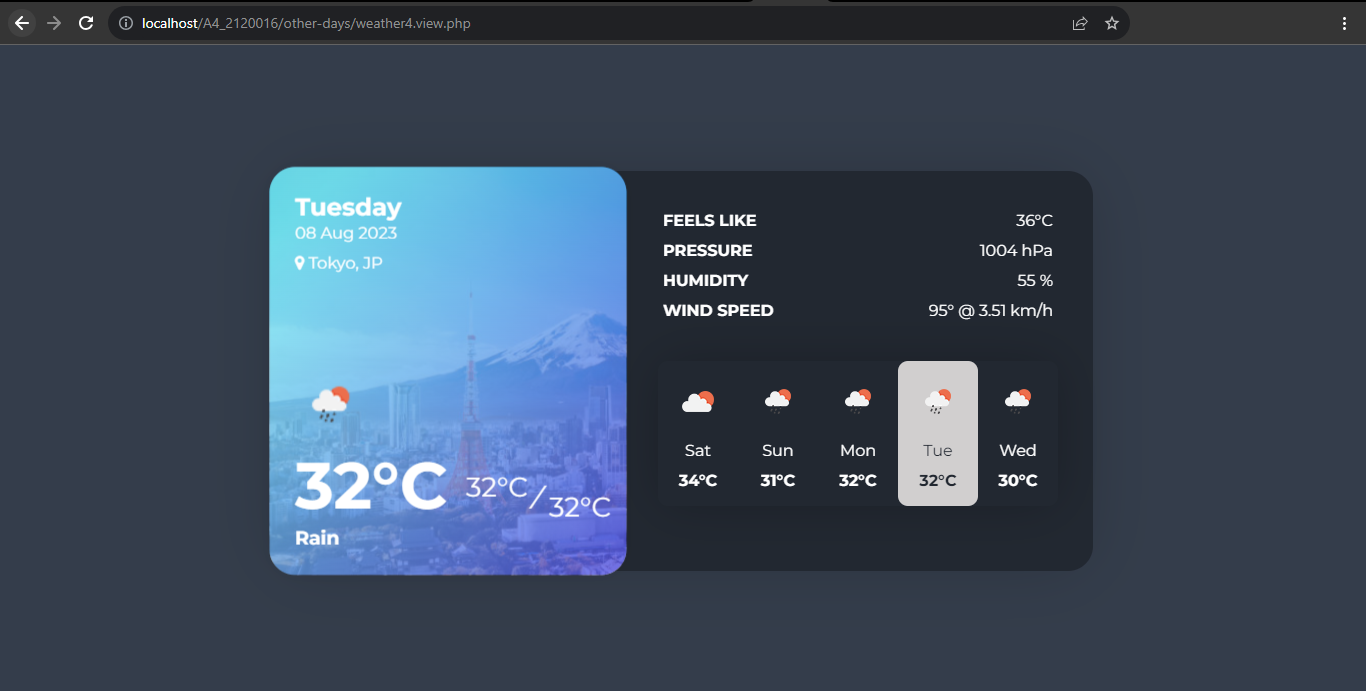 localhost/A4_2120016/other-days/weather4.view.php
Tuesday
08 Aug 2023
Tokyo, JP
32°C 32°C / 32°C
Rain
FEELS LIKE 36°C
PRESSURE 1004 hPa
HUMIDITY 55 %
WIND SPEED 95° @ 3.51 km/h
Sat Sun Mon Tue Wed
34°C 31°C 32°C 32°C 30°C